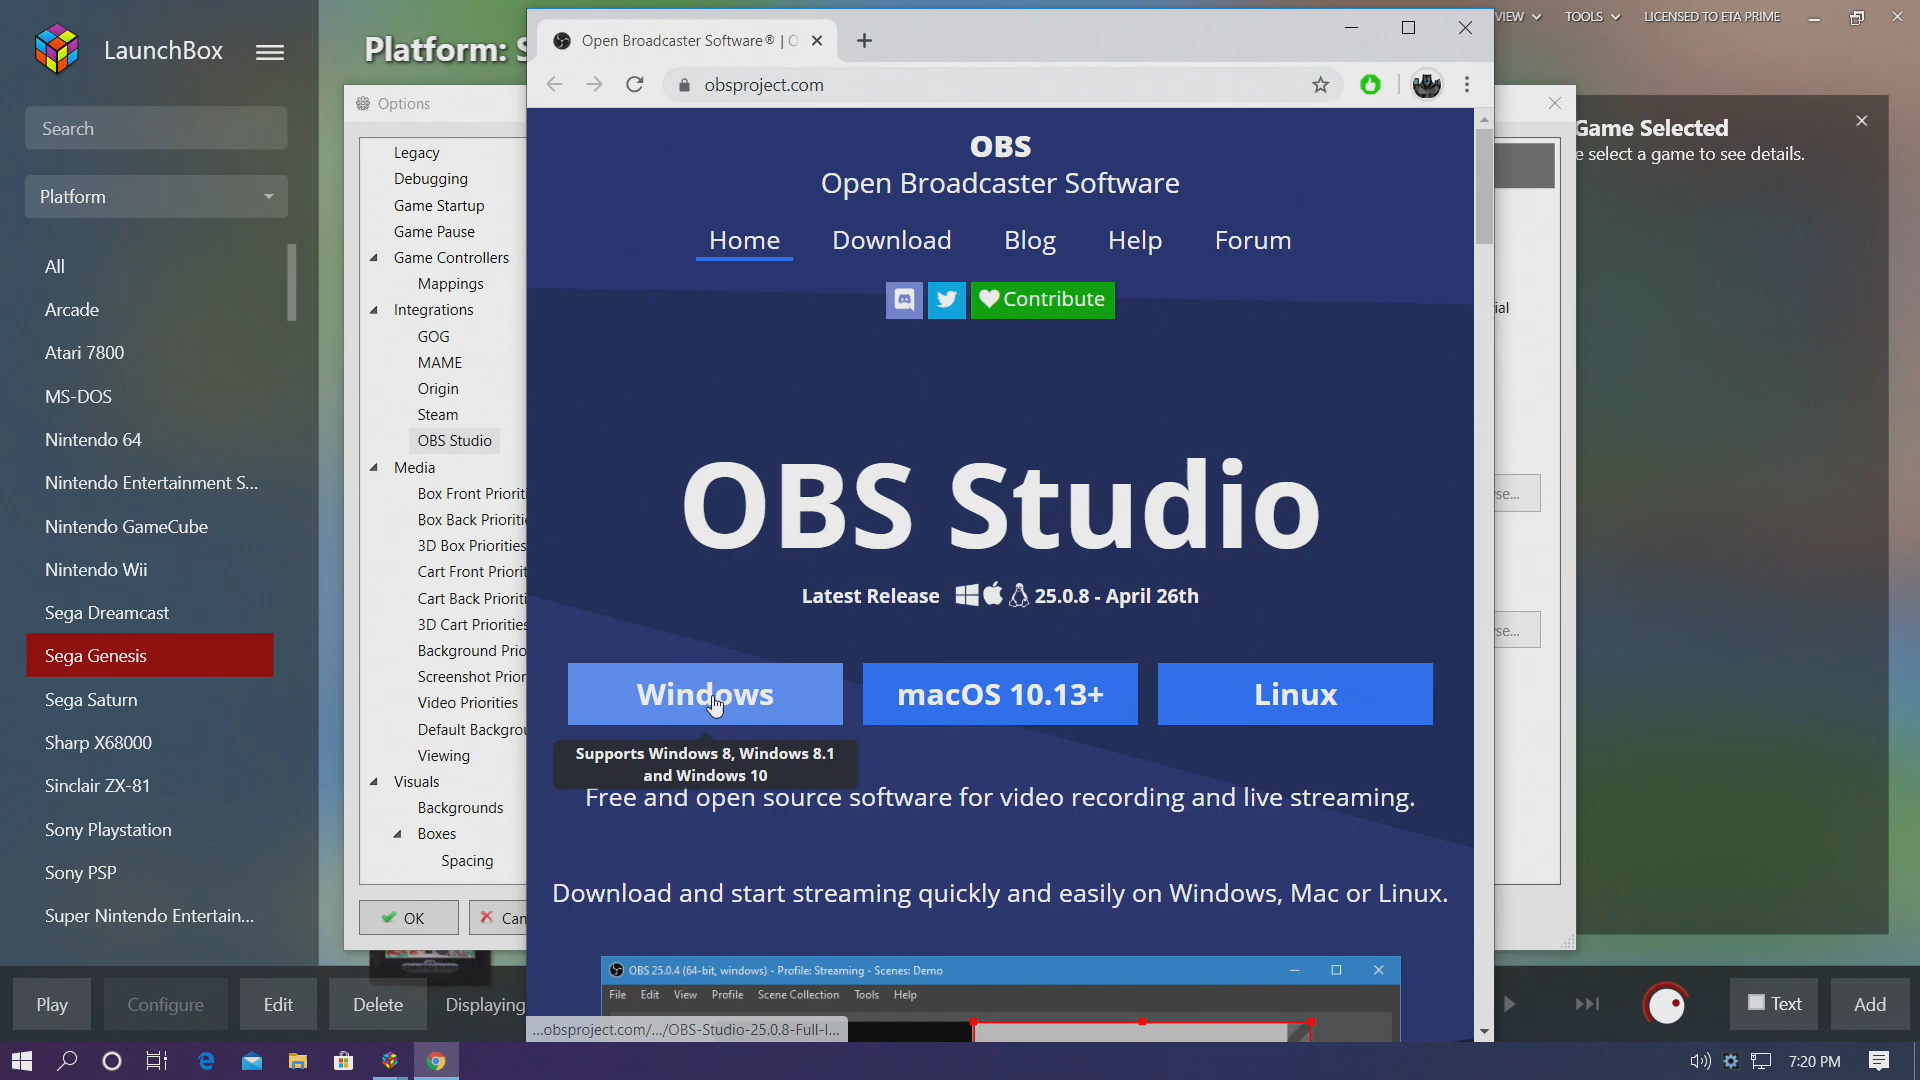 LaunchBox
Search
Platform
All
Arcade
Atari 7800
MS-DOS
Nintendo 64
Nintendo Entertainment S...
Nintendo GameCube
Nintendo Wii
Sega Dreamcast
Sega Genesis
Sega Saturn
Sharp X68000
Sinclair ZX-81
Sony Playstation
Sony PSP
Super Nintendo Entertain...
Platform: S
VIEW
TOOLS
LICENSED TO ETA PRIME
Options
Legacy
Debugging
Game Startup
Game Pause
Game Controllers
Mappings
Integrations
GOG
MAME
Origin
Steam
OBS Studio
Media
Box Front Priorit
Box Back Prioriti
3D Box Priorities
Cart Front Priorit
Cart Back Prioriti
3D Cart Priorities
Background Prio
Screenshot Prior
Video Priorities
Default Backgrou
Viewing
Visuals
Backgrounds
Boxes
Spacing
OK
Can
Open Broadcaster Software® | O
obsproject.com
OBS
Open Broadcaster Software
Home
Download
Blog
Help
Forum
Contribute
OBS Studio
Latest Release 25.0.8 - April 26th
Windows
macOS 10.13+
Linux
Supports Windows 8, Windows 8.1
and Windows 10
Free and open source software for video recording and live streaming.
Download and start streaming quickly and easily on Windows, Mac or Linux.
OBS 25.0.4 (64-bit, windows) - Profile: Streaming - Scenes: Demo
File Edit View Profile Scene Collection Tools Help
...obsproject.com/.../OBS-Studio-25.0.8-Full-I...
ial
se...
se...
Game Selected
e select a game to see details.
Play
Configure
Edit
Delete
Displaying
Text
Add
7:20 PM